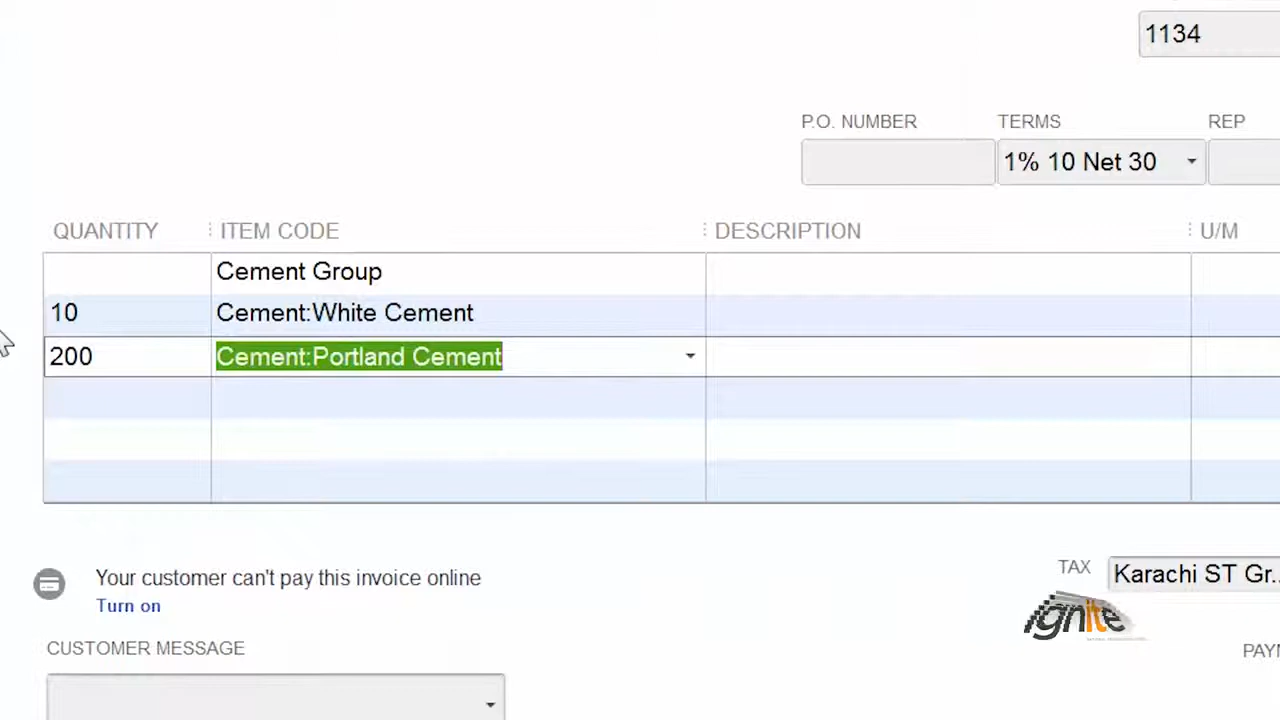 1134
P.O. NUMBER TERMS REP
1% 10 Net 30
QUANTITY ITEM CODE DESCRIPTION U/M
Cement Group
10 Cement:White Cement
200 Cement:Portland Cement
Your customer can't pay this invoice online
Turn on
TAX Karachi ST Gr...
ignite
CUSTOMER MESSAGE
PAYM